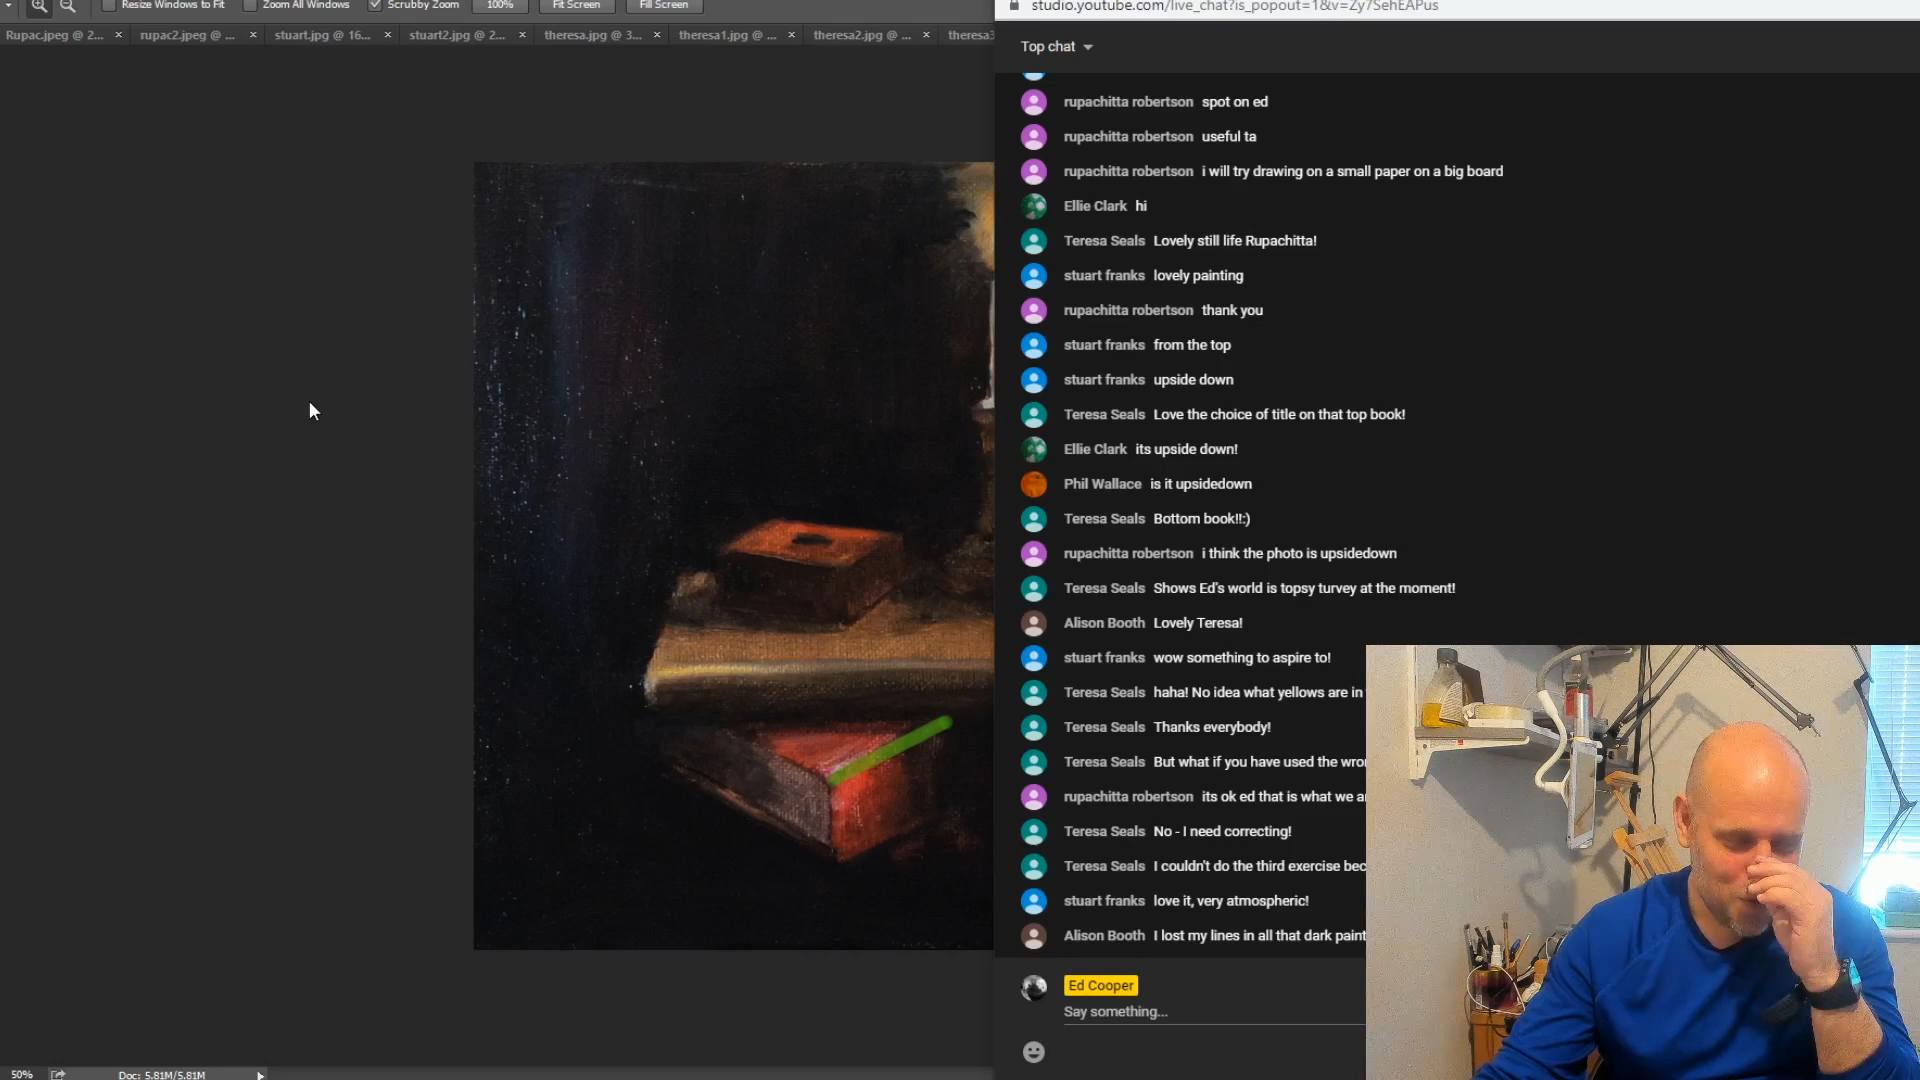 Resize Windows to Fit Zoom All Windows Scrubby Zoom 100% Fit Screen Fill Screen
studio.youtube.com/live_chat?is_popout=1&v=Zy7SehEAPus
Rupac.jpeg @ 2... × rupac2.jpeg @ ... × stuart.jpg @ 16... × stuart2.jpg @ 2... × theresa.jpg @ 3... × theresa1.jpg @ ... × theresa2.jpg @ ... × theresa3
Top chat
rupachitta robertson spot on ed
rupachitta robertson useful ta
rupachitta robertson i will try drawing on a small paper on a big board
Ellie Clark hi
Teresa Seals Lovely still life Rupachitta!
stuart franks lovely painting
rupachitta robertson thank you
stuart franks from the top
stuart franks upside down
Teresa Seals Love the choice of title on that top book!
Ellie Clark its upside down!
Phil Wallace is it upsidedown
Teresa Seals Bottom book!!:)
rupachitta robertson i think the photo is upsidedown
Teresa Seals Shows Ed's world is topsy turvey at the moment!
Alison Booth Lovely Teresa!
stuart franks wow something to aspire to!
Teresa Seals haha! No idea what yellows are in
Teresa Seals Thanks everybody!
Teresa Seals But what if you have used the wro
rupachitta robertson its ok ed that is what we a
Teresa Seals No - I need correcting!
Teresa Seals I couldn't do the third exercise bec
stuart franks love it, very atmospheric!
Alison Booth I lost my lines in all that dark paint
Ed Cooper
Say something...
50% Doc: 5.81M/5.81M